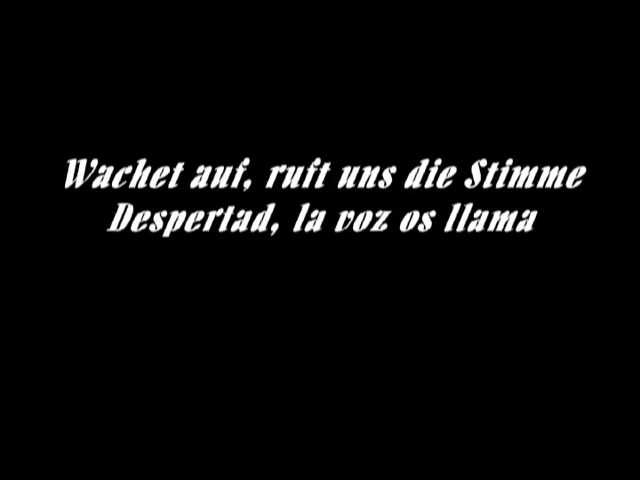 Wachet auf, ruft uns die Stimme
Despertad, la voz os llama